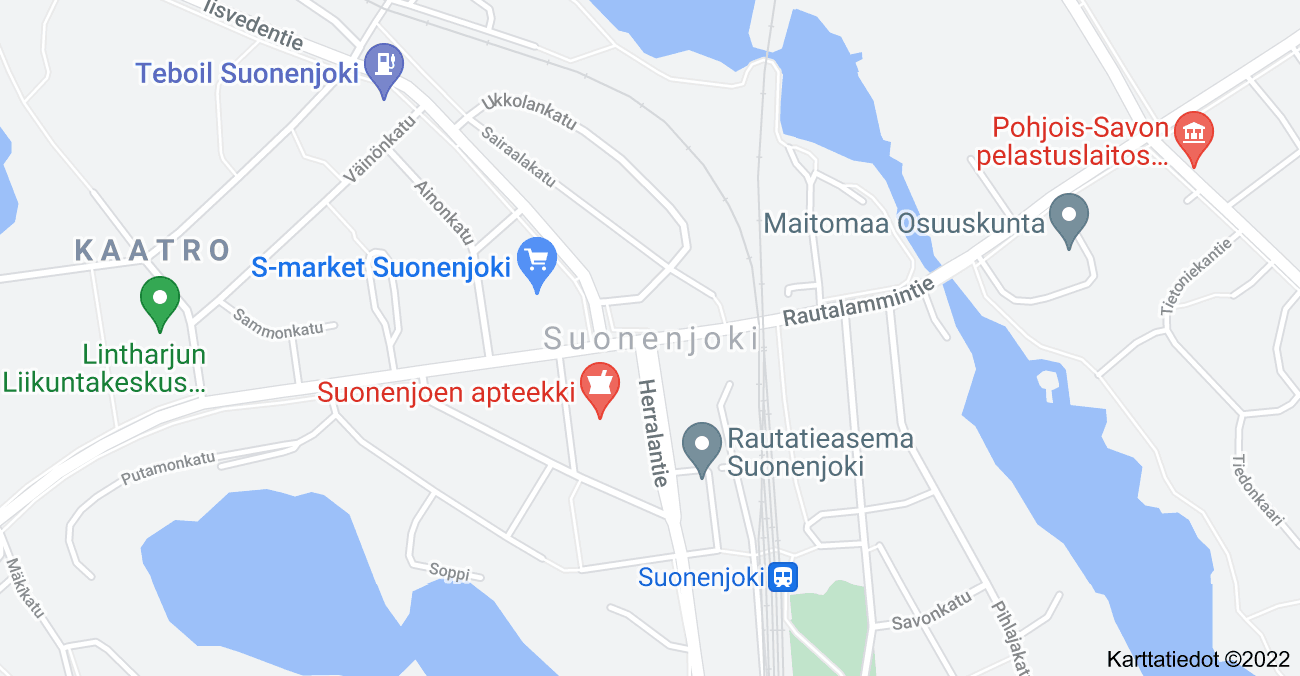 Iisvedentie
Teboil Suonenjoki
Ukkolankatu
Sairaalakatu
Väinönkatu
Ainonkatu
Pohjois-Savon
pelastuslaitos...
Maitomaa Osuuskunta
KAATRO
S-market Suonenjoki
Tietoniekantie
Rautalammintie
Sammonkatu
Suonenjoki
Lintharjun
Liikuntakeskus...
Suonenjoen apteekki
Herralantie
Rautatieasema
Suonenjoki
Putamonkatu
Tiedonkaari
Soppi
Suonenjoki
Mäkikatu
Savonkatu
Pihlajakat
Karttatiedot ©2022